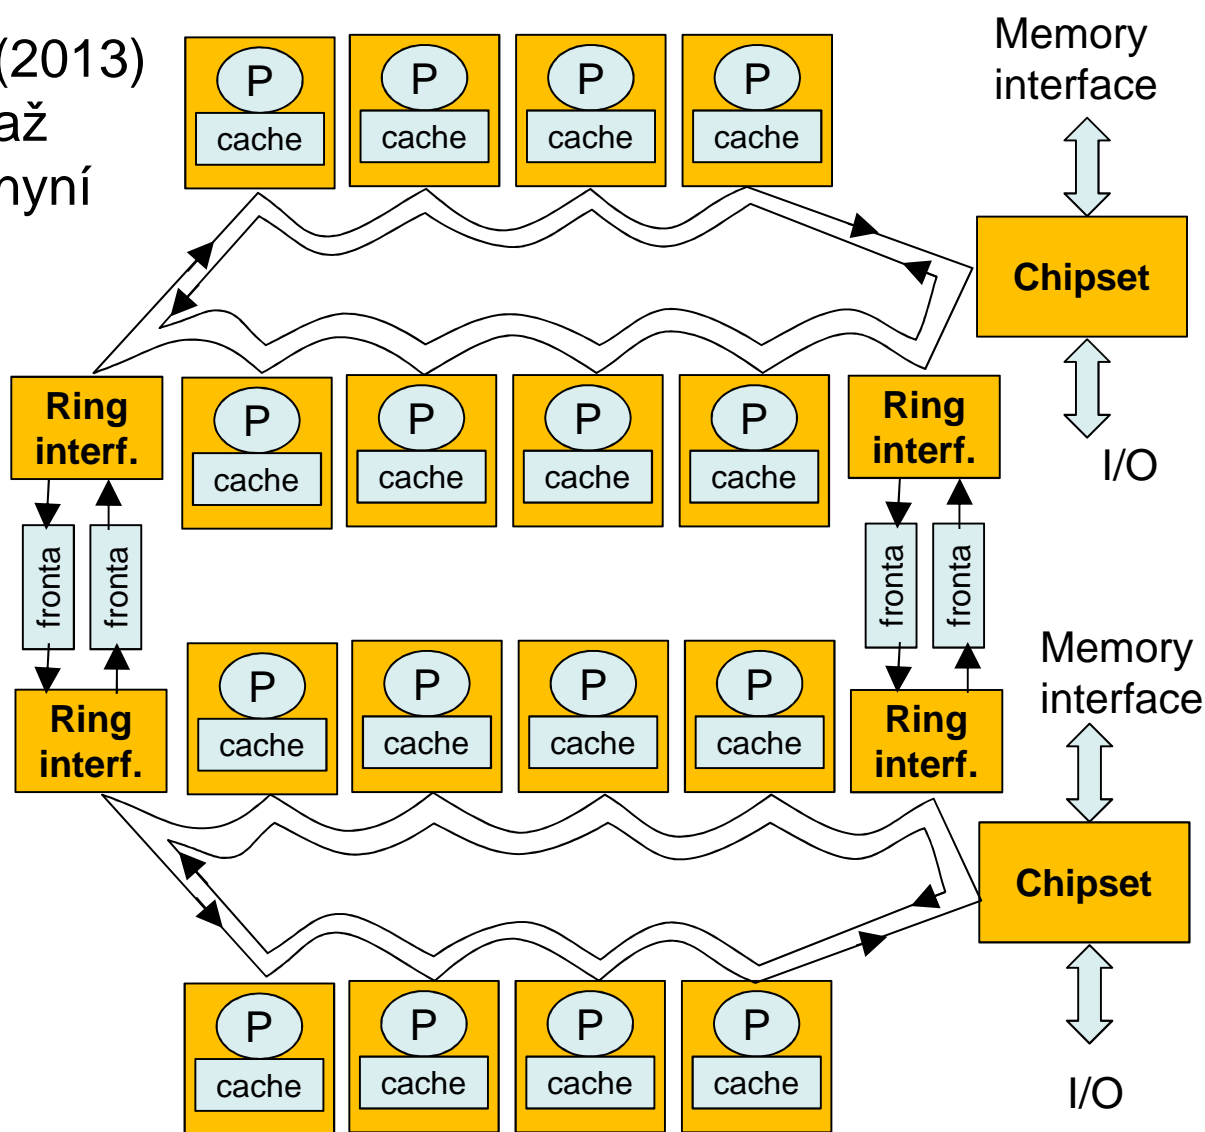 (2013)
až
nyní
P P P P
cache cache cache cache
Memory
interface
Chipset
I/O
Ring
interf.
P P P P
cache cache cache cache
Ring
interf.
fronta fronta
fronta fronta
Ring
interf.
P P P P
cache cache cache cache
Ring
interf.
Memory
interface
Chipset
I/O
P P P P
cache cache cache cache